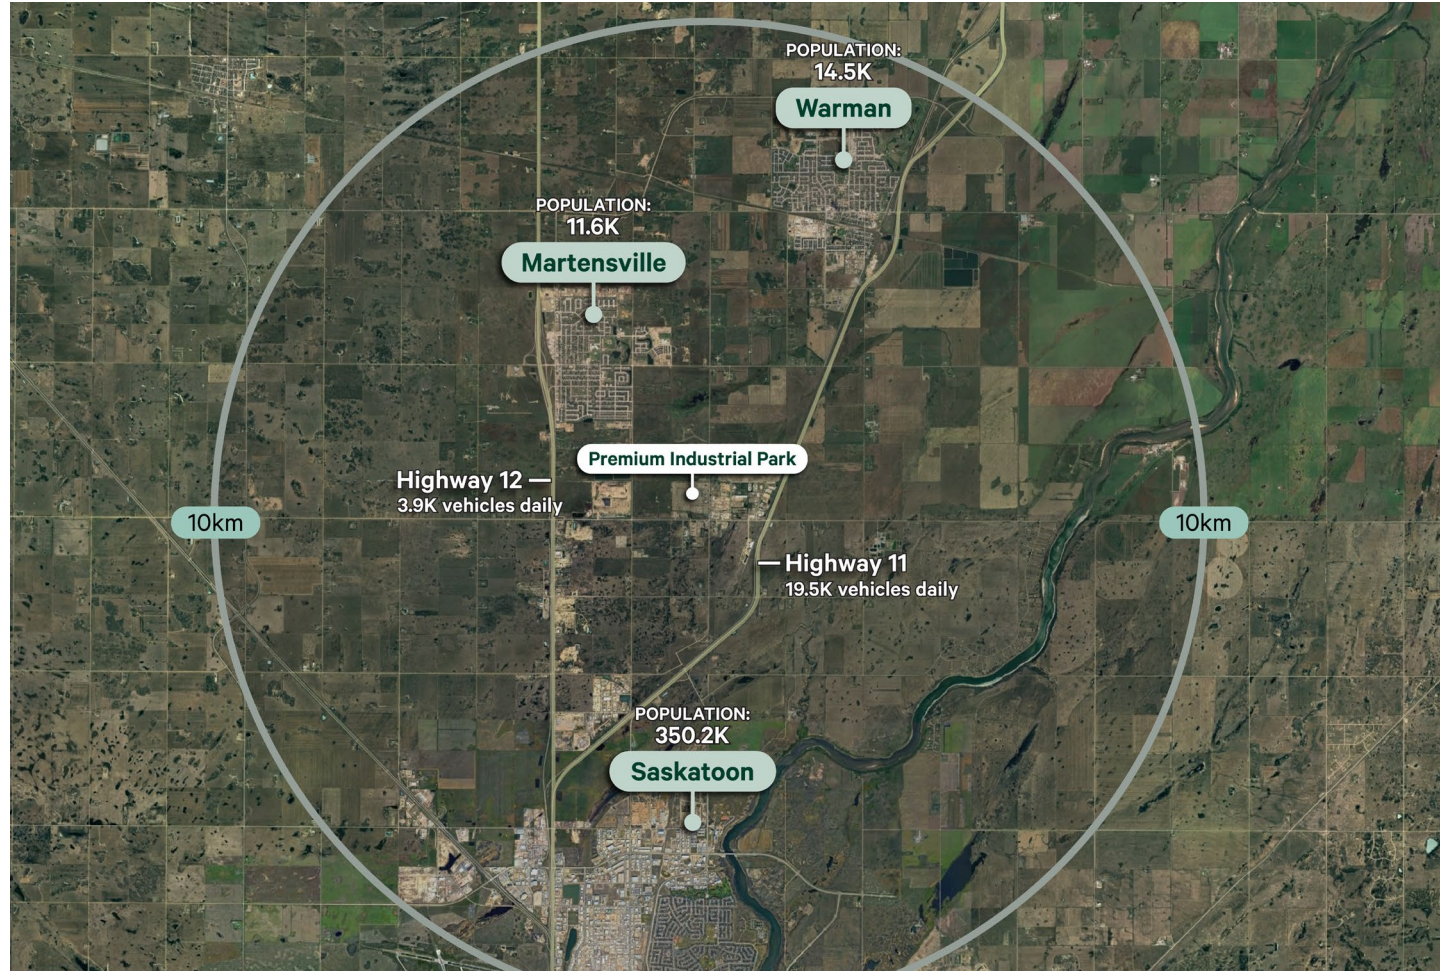 POPULATION:
14.5K
Warman
POPULATION:
11.6K
Martensville
Premium Industrial Park
Highway 12
3.9K vehicles daily
10km
10km
Highway 11
19.5K vehicles daily
POPULATION:
350.2K
Saskatoon